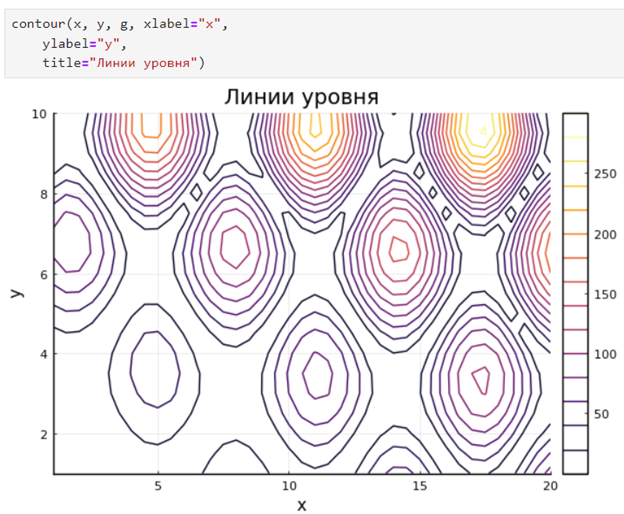 contour(x, y, g, xlabel="x",
ylabel="y",
title="Линии уровня")
Линии уровня
10
8
6
4
2
y
5
10
15
20
x
250
200
150
100
50